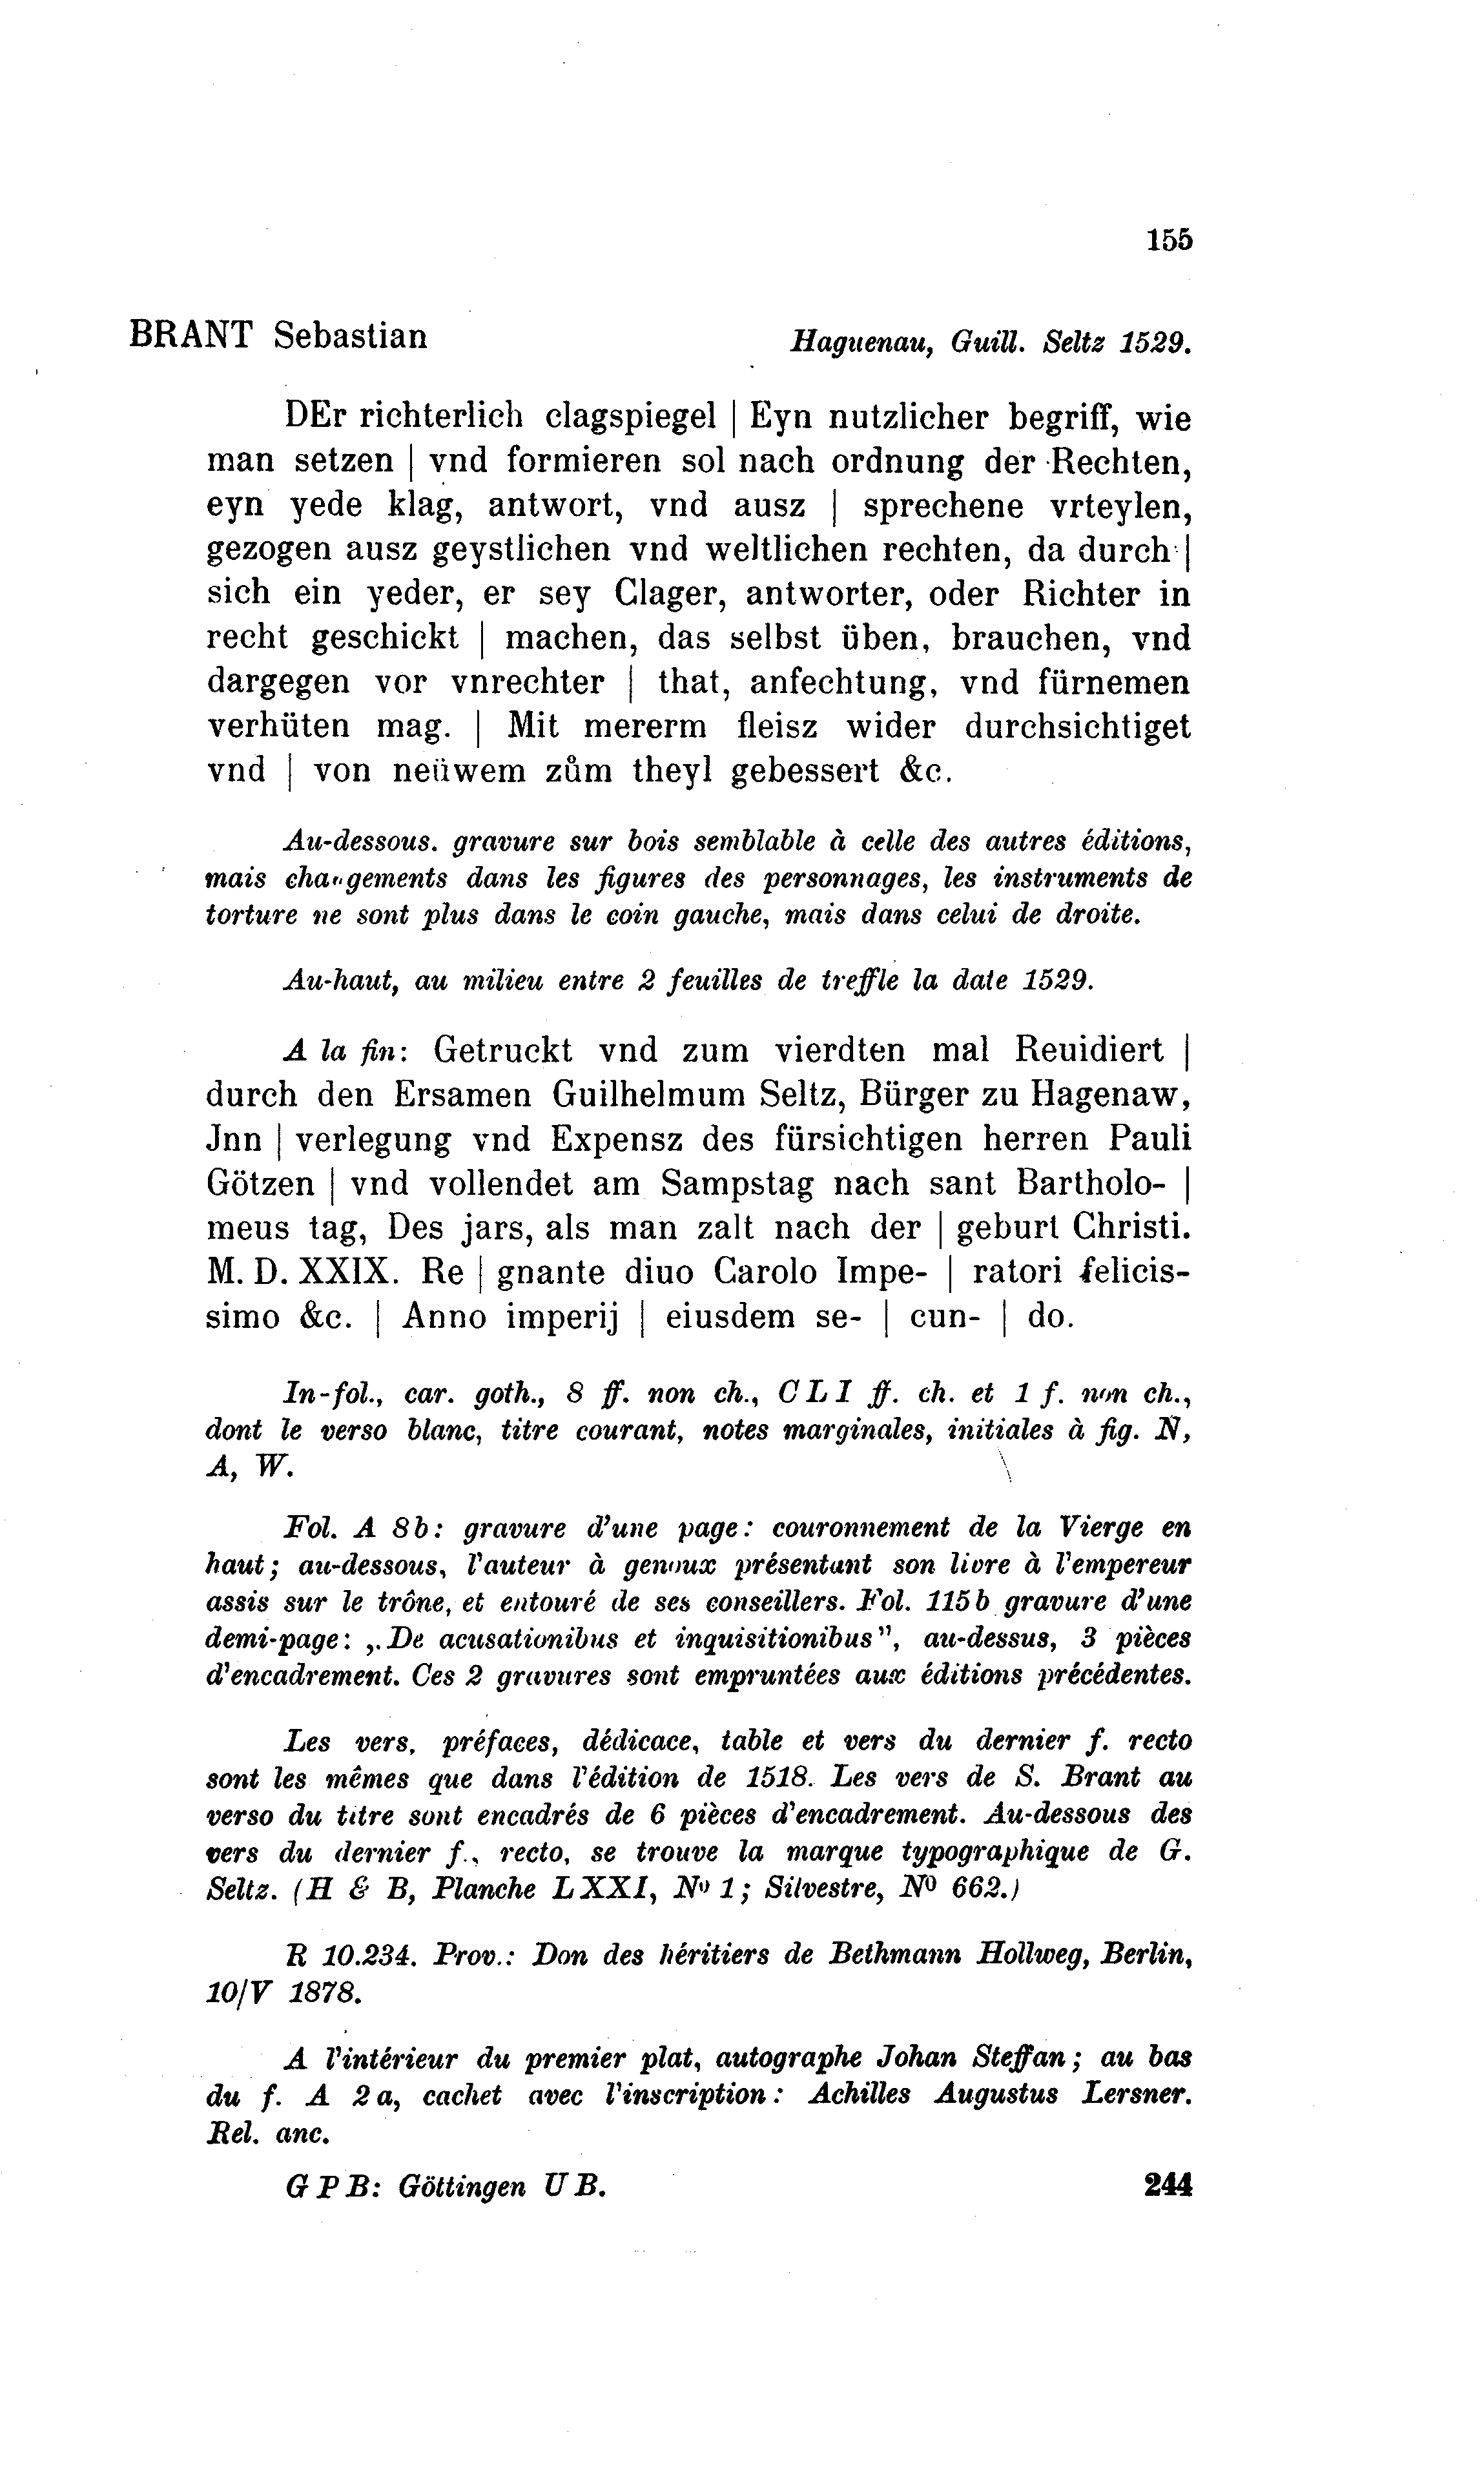 155
BRANT Sebastian Haguenau, Guill. Seltz 1529.
DEr richterlich clagspiegel | Eyn nutzlicher begriff, wie
man setzen | vnd formieren sol nach ordnung der Rechten,
eyn yede klag, antwort, vnd ausz | sprechene vrteylen,
gezogen ausz geystlichen vnd weltlichen rechten, da durch |
sich ein yeder, er sey Clager, antworter, oder Richter in
recht geschickt | machen, das selbst üben, brauchen, vnd
dargegen vor vnrechter | that, anfechtung, vnd fürnemen
verhüten mag. | Mit mererm fleisz wider durchsichtiget
vnd | von neüwem zům theyl gebessert &c.
Au-dessous. gravure sur bois semblable à celle des autres éditions,
mais changements dans les figures des personnages, les instruments de
torture ne sont plus dans le coin gauche, mais dans celui de droite.
Au-haut, au milieu entre 2 feuilles de treffle la date 1529.
A la fin: Getruckt vnd zum vierdten mal Reuidiert |
durch den Ersamen Guilhelmum Seltz, Bürger zu Hagenaw,
Jnn | verlegung vnd Expensz des fürsichtigen herren Pauli
Götzen | vnd vollendet am Sampstag nach sant Bartholo- |
meus tag, Des jars, als man zalt nach der | geburt Christi.
M. D. XXIX. Re | gnante diuo Carolo Impe- | ratori felicis-
simo &c. | Anno imperij | eiusdem se- | cun- | do.
In-fol., car. goth., 8 ff. non ch., CLI ff. ch. et 1 f. non ch.,
dont le verso blanc, titre courant, notes marginales, initiales à fig. N,
A, W.
Fol. A 8b: gravure d'une page: couronnement de la Vierge en
haut; au-dessous, l'auteur à genoux présentant son livre à l'empereur
assis sur le trône, et entouré de ses conseillers. Fol. 115b gravure d'une
demi-page: „De acusationibus et inquisitionibus", au-dessus, 3 pièces
d'encadrement. Ces 2 gravures sont empruntées aux éditions précédentes.
Les vers, préfaces, dédicace, table et vers du dernier f. recto
sont les mêmes que dans l'édition de 1518. Les vers de S. Brant au
verso du titre sont encadrés de 6 pièces d'encadrement. Au-dessous des
vers du dernier f., recto, se trouve la marque typographique de G.
Seltz. (H & B, Planche LXXI, Nº 1; Silvestre, Nº 662.)
R 10.234. Prov.: Don des héritiers de Bethmann Hollweg, Berlin,
10/V 1878.
A l'intérieur du premier plat, autographe Johan Steffan; au bas
du f. A 2a, cachet avec l'inscription: Achilles Augustus Lersner.
Rel. anc.
G P B: Göttingen U B. 244